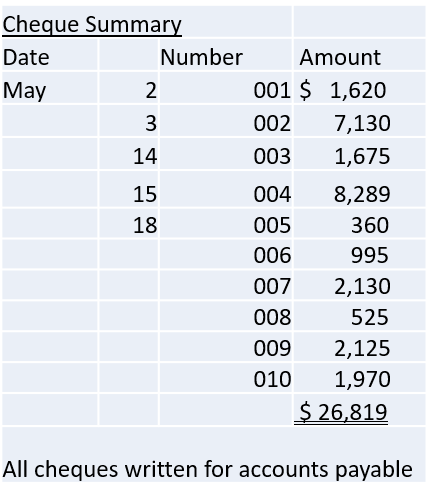 Cheque Summary
Date Number Amount
May 2 001 $ 1,620
3 002 7,130
14 003 1,675
15 004 8,289
18 005 360
006 995
007 2,130
008 525
009 2,125
010 1,970
$ 26,819
All cheques written for accounts payable